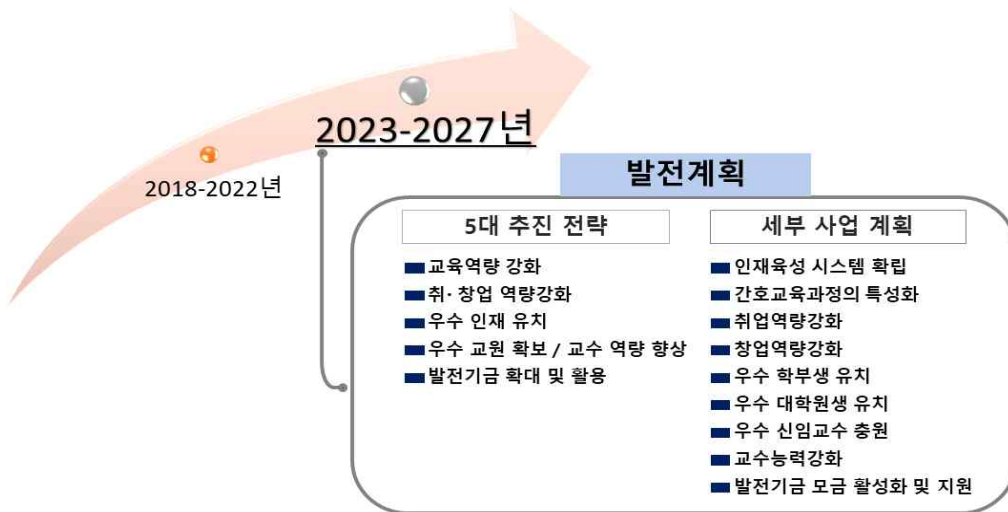 2023-2027년
2018-2022년
발전계획
5대 추진 전략
교육역량 강화
취· 창업 역량강화
우수 인재 유치
우수 교원 확보 / 교수 역량 향상
발전기금 확대 및 활용
세부 사업 계획
인재육성 시스템 확립
간호교육과정의 특성화
취업역량강화
창업역량강화
우수 학부생 유치
우수 대학원생 유치
우수 신임교수 충원
교수능력강화
발전기금 모금 활성화 및 지원